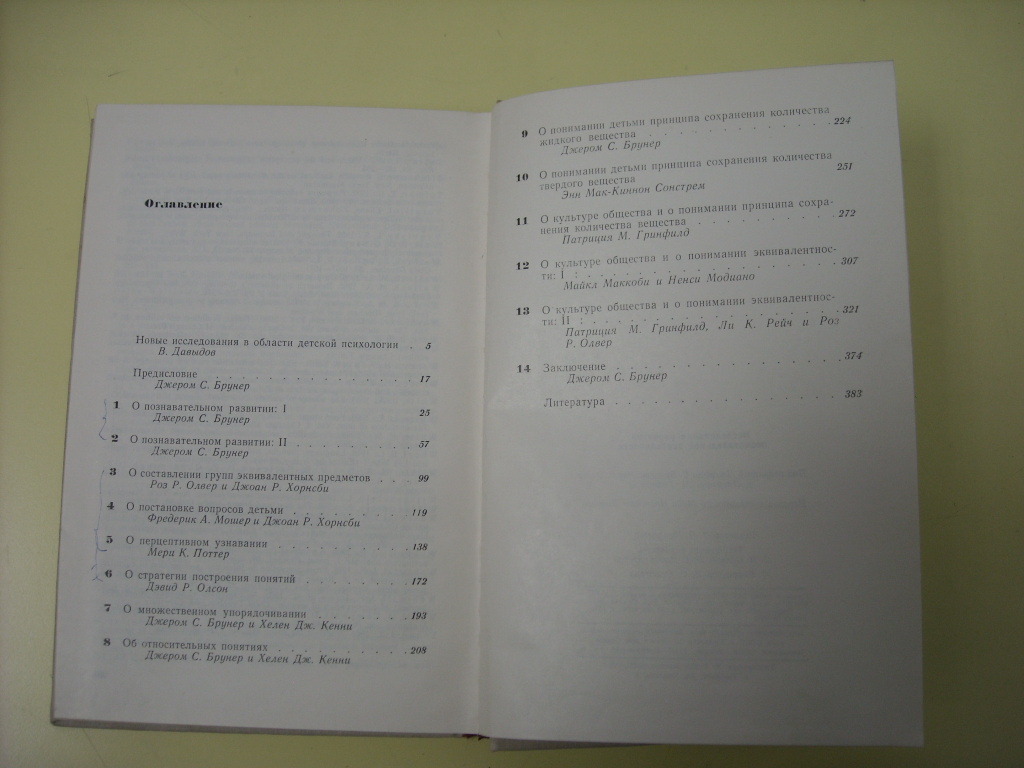 Оглавление
Новые исследования в области детской психологии . 5
В. Давыдов
Предисловие . . . . . . . . . . . . . . 17
Джером С. Брунер
1 О познавательном развитии: I 25
Джером С. Брунер
2 О познавательном развитии: II . . . . . . . . 57
Джером С. Брунер
3 О составлении групп эквивалентных предметов . . . 99
Роз Р. Олвер и Джоан Р. Хорнсби
4 О постановке вопросов детьми . . . . . . . . 119
Фредерик А. Мошер и Джоан Р. Хорнсби
5 О перцептивном узнавании . . . . . . . . . . 138
Мери К. Поттер
6 О стратегии построения понятий . . . . . . . . 172
Дэвид Р. Олсон
7 О множественном упорядочивании . . . . . . . 193
Джером С. Брунер и Хелен Дж. Кенни
8 Об относительных понятиях . . . . . . . . . . 208
Джером С. Брунер и Хелен Дж. Кенни
9 О понимании детьми принципа сохранения количества
жидкого вещества . . . . . . . . . . . . . 224
Джером С. Брунер
10 О понимании детьми принципа сохранения количества
твердого вещества 251
Энн Мак-Киннон Сонстрем
11 О культуре общества и о понимании принципа сохра-
нения количества вещества . . . . . . . . . . 272
Патриция М. Гринфилд
12 О культуре общества и о понимании эквивалентнос-
ти: I : . . . . . . . . . . . . . . . . 307
Майкл Маккоби и Ненси Модиано
13 О культуре общества и о понимании эквивалентнос-
ти: II : . . . . . . . . . . . . . . . . 321
Патриция М. Гринфилд, Ли К. Рейч и Роз
Р. Олвер
14 Заключение . . . . . . . . . . . . . . . 374
Джером С. Брунер
Литература . . . . . . . . . . . . . . . 383